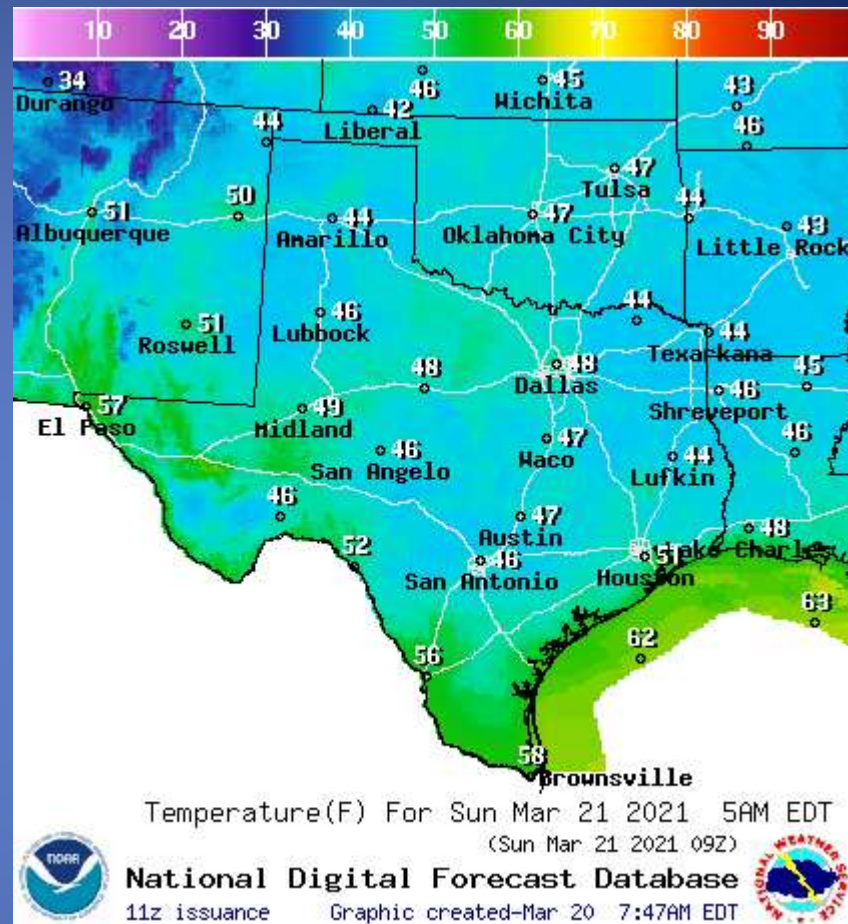 10 20 30 40 50 60 70 80 90
34 46 45 43
Durango Wichita
42
Liberal
44 46
47
Tulsa
51 50 44 47 44 43
Albuquerque Amarillo Oklahoma City Little Rock
51 46 44
Roswell Lubbock
44
Texarkana
48 48 45
Dallas
57 49 46
El Paso Midland Shreveport
46 47 44 46
San Angelo Waco Lufkin
46 47 48
Austin
52 46 51 Lake Charle
San Antonio Houston
63
56 62
58
Brownsville
Temperature(F) For Sun Mar 21 2021 5AM EDT
(Sun Mar 21 2021 09Z)
National Digital Forecast Database
11z issuance Graphic created-Mar 20 7:47AM EDT
NOAA